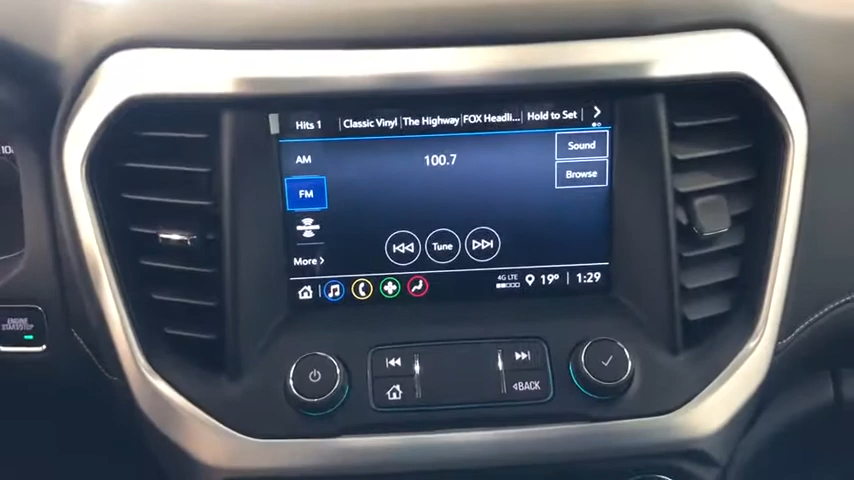 Hits 1
Classic Vinyl
The Highway
FOX Headli...
Hold to Set
AM
100.7
Sound
FM
Browse
Tune
More
4G LTE
19°
1:29
ENGINE
START/STOP
BACK